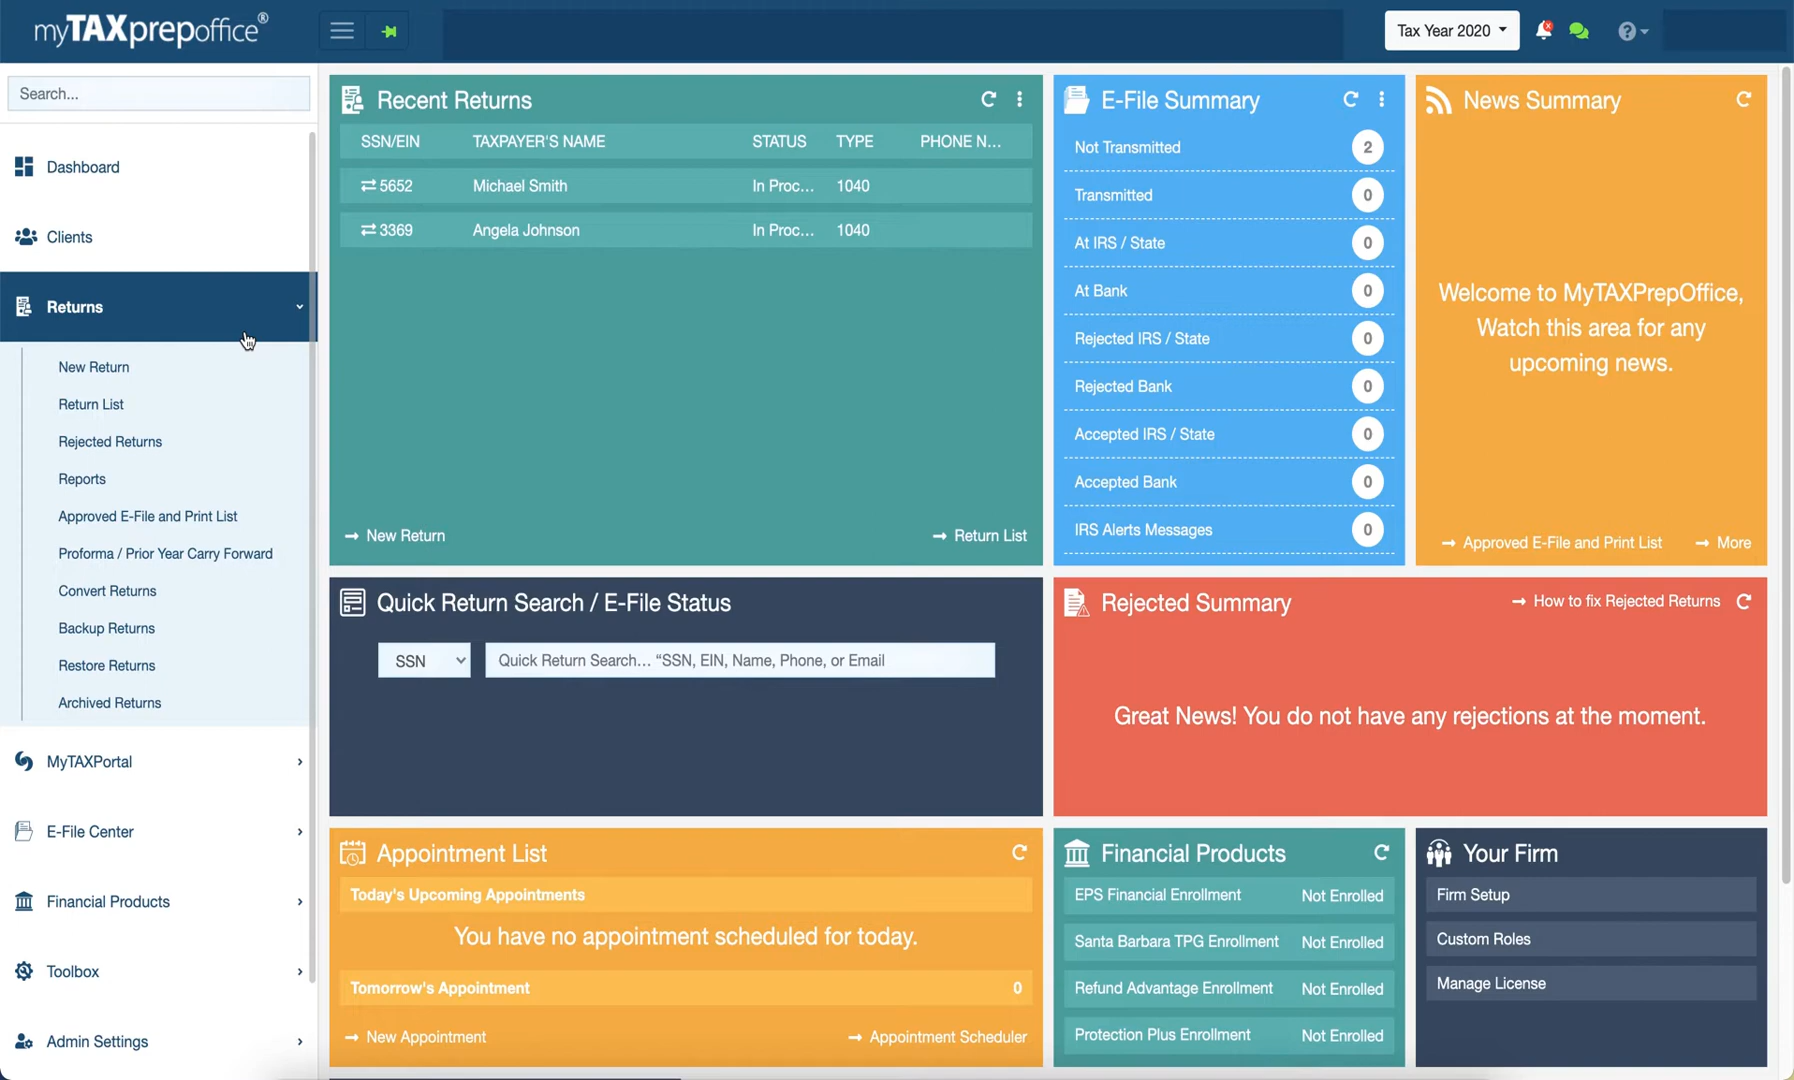 myTAXprepoffice®
Tax Year 2020
Search...
Dashboard
Clients
Returns
New Return
Return List
Rejected Returns
Reports
Approved E-File and Print List
Proforma / Prior Year Carry Forward
Convert Returns
Backup Returns
Restore Returns
Archived Returns
MyTAXPortal
E-File Center
Financial Products
Toolbox
Admin Settings
Recent Returns
SSN/EIN TAXPAYER'S NAME STATUS TYPE PHONE N...
5652 Michael Smith In Proc... 1040
3369 Angela Johnson In Proc... 1040
→ New Return → Return List
E-File Summary
Not Transmitted 2
Transmitted 0
At IRS / State 0
At Bank 0
Rejected IRS / State 0
Rejected Bank 0
Accepted IRS / State 0
Accepted Bank 0
IRS Alerts Messages 0
News Summary
Welcome to MyTAXPrepOffice,
Watch this area for any
upcoming news.
→ Approved E-File and Print List → More
Quick Return Search / E-File Status
SSN Quick Return Search... “SSN, EIN, Name, Phone, or Email
Rejected Summary → How to fix Rejected Returns
Great News! You do not have any rejections at the moment.
Appointment List
Today's Upcoming Appointments
You have no appointment scheduled for today.
Tomorrow's Appointment 0
→ New Appointment → Appointment Scheduler
Financial Products
EPS Financial Enrollment Not Enrolled
Santa Barbara TPG Enrollment Not Enrolled
Refund Advantage Enrollment Not Enrolled
Protection Plus Enrollment Not Enrolled
Your Firm
Firm Setup
Custom Roles
Manage License